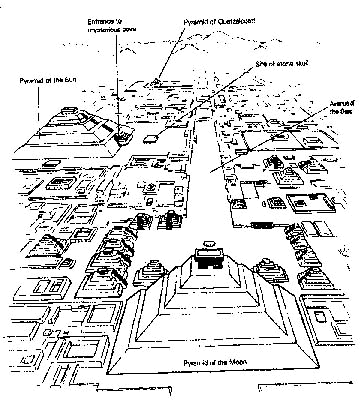 Entrance to
mysterious cave
Pyramid of Quetzalcoatl
Site of stone skull
Pyramid of the Sun
Avenue of
the Dead
Pyramid of the Moon